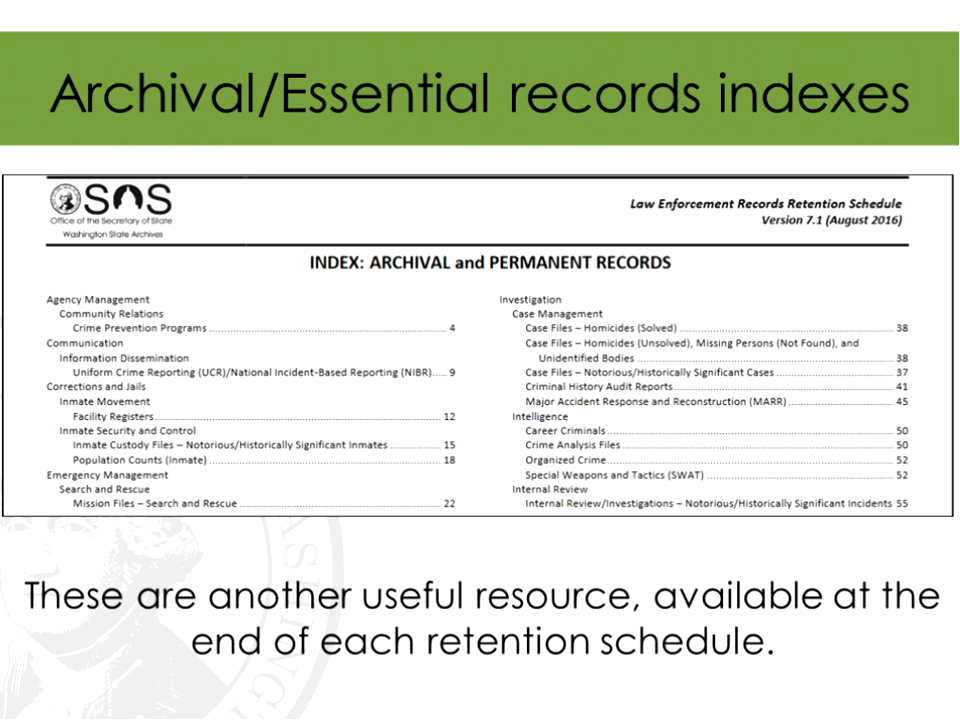 Archival/Essential records indexes
SOS
Office of the Secretary of State
Washington State Archives
Law Enforcement Records Retention Schedule
Version 7.1 (August 2016)
INDEX: ARCHIVAL and PERMANENT RECORDS
Agency Management
Community Relations
Crime Prevention Programs ........ 4
Communication
Information Dissemination
Uniform Crime Reporting (UCR)/National Incident-Based Reporting (NIBR)..... 9
Corrections and Jails
Inmate Movement
Facility Registers........ 12
Inmate Security and Control
Inmate Custody Files – Notorious/Historically Significant Inmates ........ 15
Population Counts (Inmate) ........ 18
Emergency Management
Search and Rescue
Mission Files – Search and Rescue ........ 22
Investigation
Case Management
Case Files – Homicides (Solved) ........ 38
Case Files – Homicides (Unsolved), Missing Persons (Not Found), and
Unidentified Bodies ........ 38
Case Files – Notorious/Historically Significant Cases ........ 37
Criminal History Audit Reports........ 41
Major Accident Response and Reconstruction (MARR)........ 45
Intelligence
Career Criminals........ 50
Crime Analysis Files ........ 50
Organized Crime........ 52
Special Weapons and Tactics (SWAT) ........ 52
Internal Review
Internal Review/Investigations – Notorious/Historically Significant Incidents 55
These are another useful resource, available at the
end of each retention schedule.